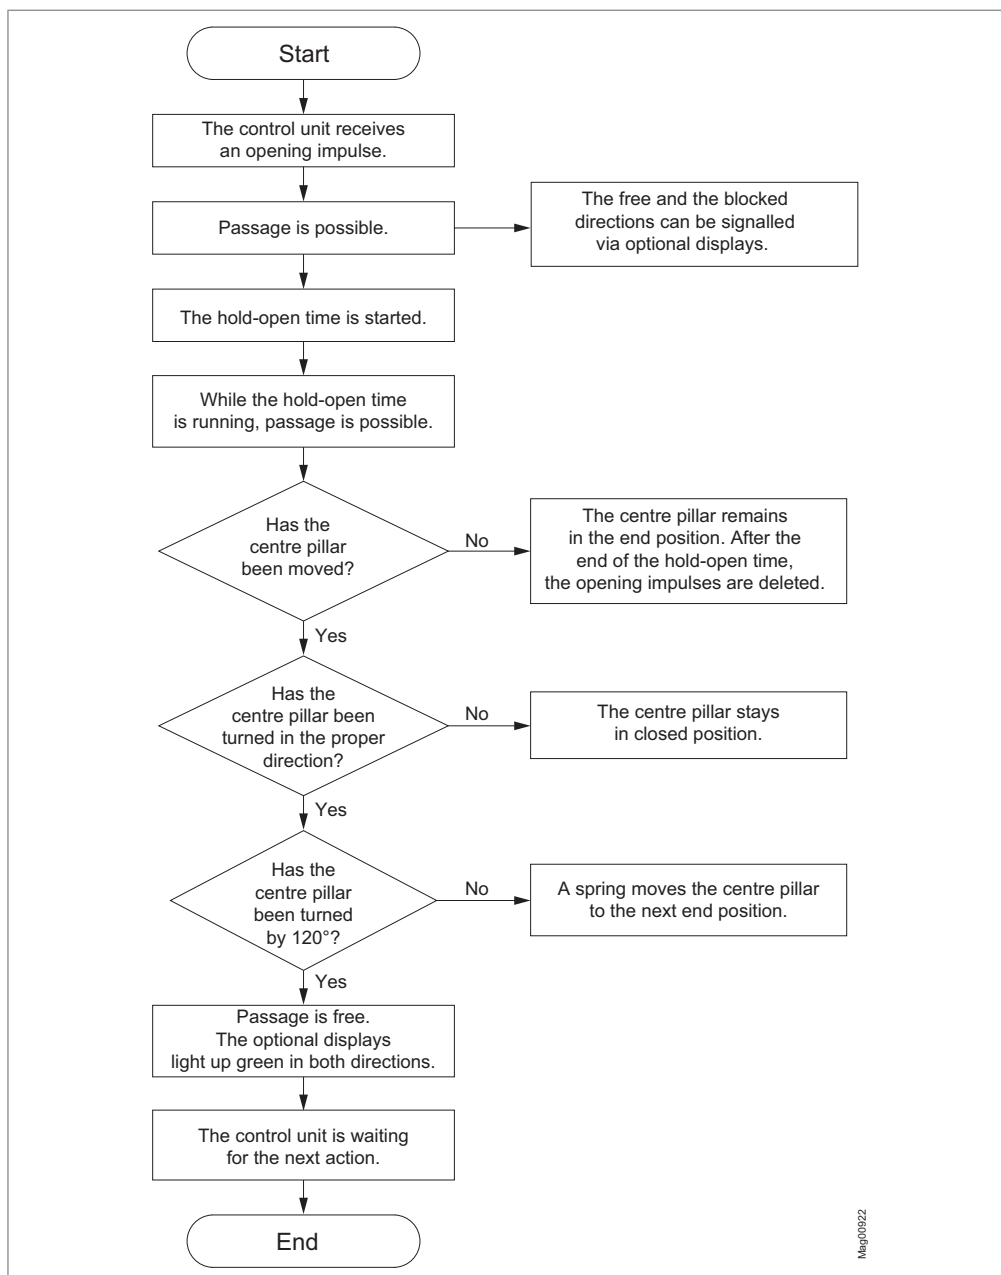 Start
The control unit receives
an opening impulse.
Passage is possible.
The free and the blocked
directions can be signalled
via optional displays.
The hold-open time is started.
While the hold-open time
is running, passage is possible.
Has the
centre pillar
been moved?
No
The centre pillar remains
in the end position. After the
end of the hold-open time,
the opening impulses are deleted.
Yes
Has the
centre pillar been
turned in the proper
direction?
No
The centre pillar stays
in closed position.
Yes
Has the
centre pillar
been turned
by 120°?
No
A spring moves the centre pillar
to the next end position.
Yes
Passage is free.
The optional displays
light up green in both directions.
The control unit is waiting
for the next action.
End
Mag00922